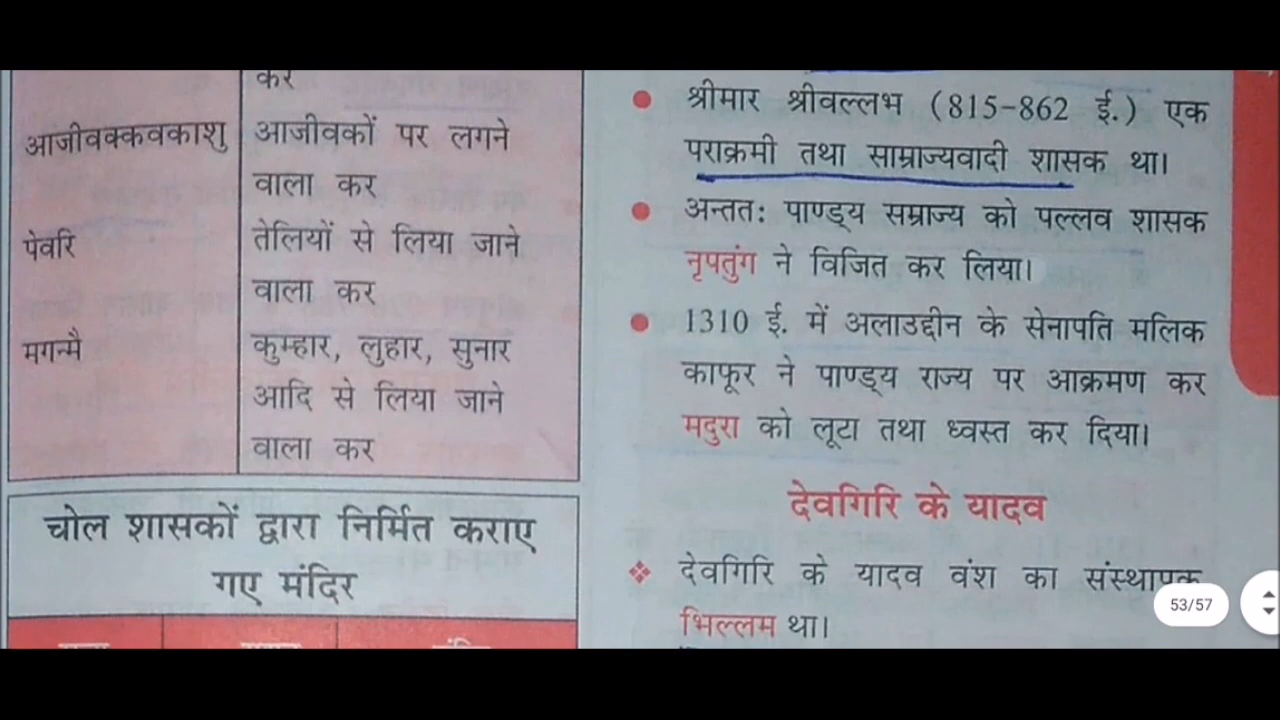 कर
आजीवक्कवकाशु आजीवकों पर लगने
वाला कर
पेवरि तेलियों से लिया जाने
वाला कर
मगन्मै कुम्हार, लुहार, सुनार
आदि से लिया जाने
वाला कर
चोल शासकों द्वारा निर्मित कराए
गए मंदिर
श्रीमार श्रीवल्लभ (815-862 ई.) एक
पराक्रमी तथा साम्राज्यवादी शासक था।
अन्ततः पाण्ड्य सम्राज्य को पल्लव शासक
नृपतुंग ने विजित कर लिया।
1310 ई. में अलाउद्दीन के सेनापति मलिक
काफूर ने पाण्ड्य राज्य पर आक्रमण कर
मदुरा को लूटा तथा ध्वस्त कर दिया।
देवगिरि के यादव
देवगिरि के यादव वंश का संस्थापक
भिल्लम था।
53/57